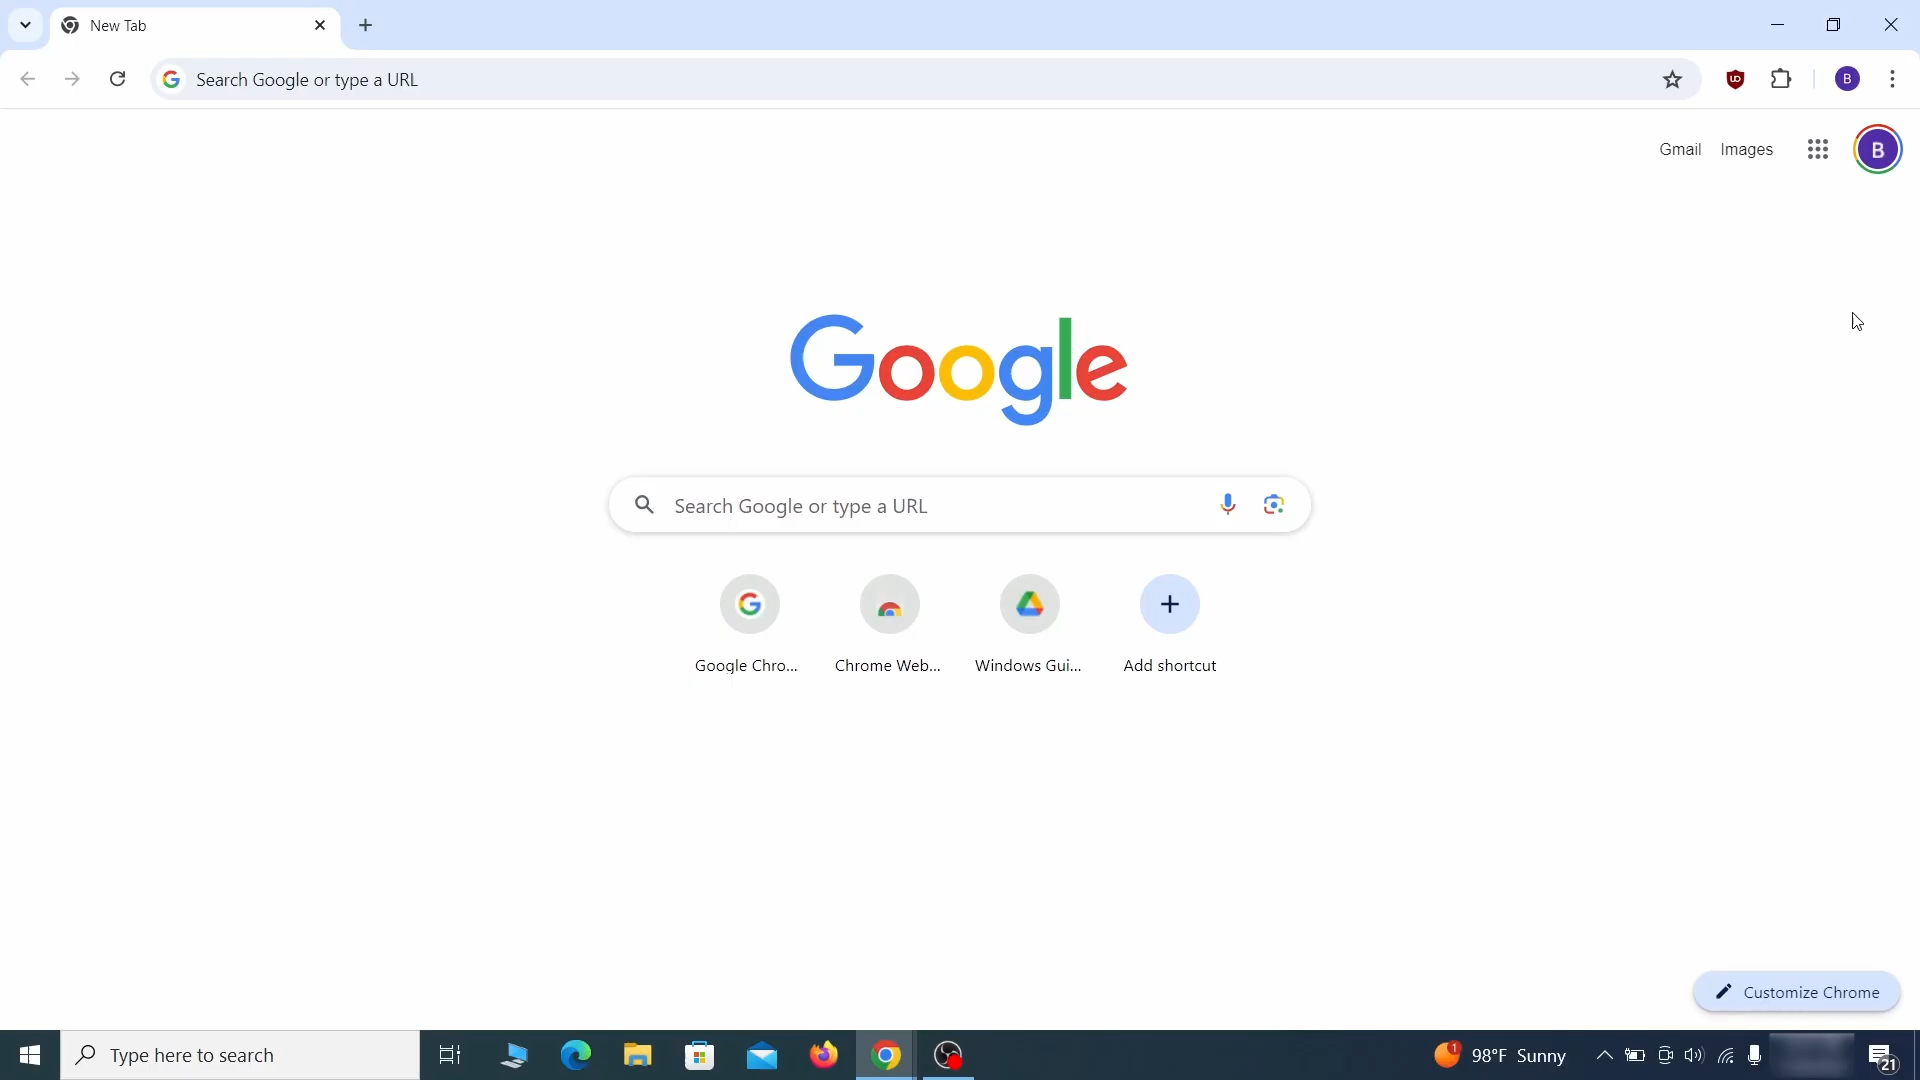 New Tab
Search Google or type a URL
B
Gmail
Images
B
Google
Search Google or type a URL
Google Chro...
Chrome Web...
Windows Gui...
Add shortcut
Customize Chrome
Type here to search
1
98°F Sunny
21